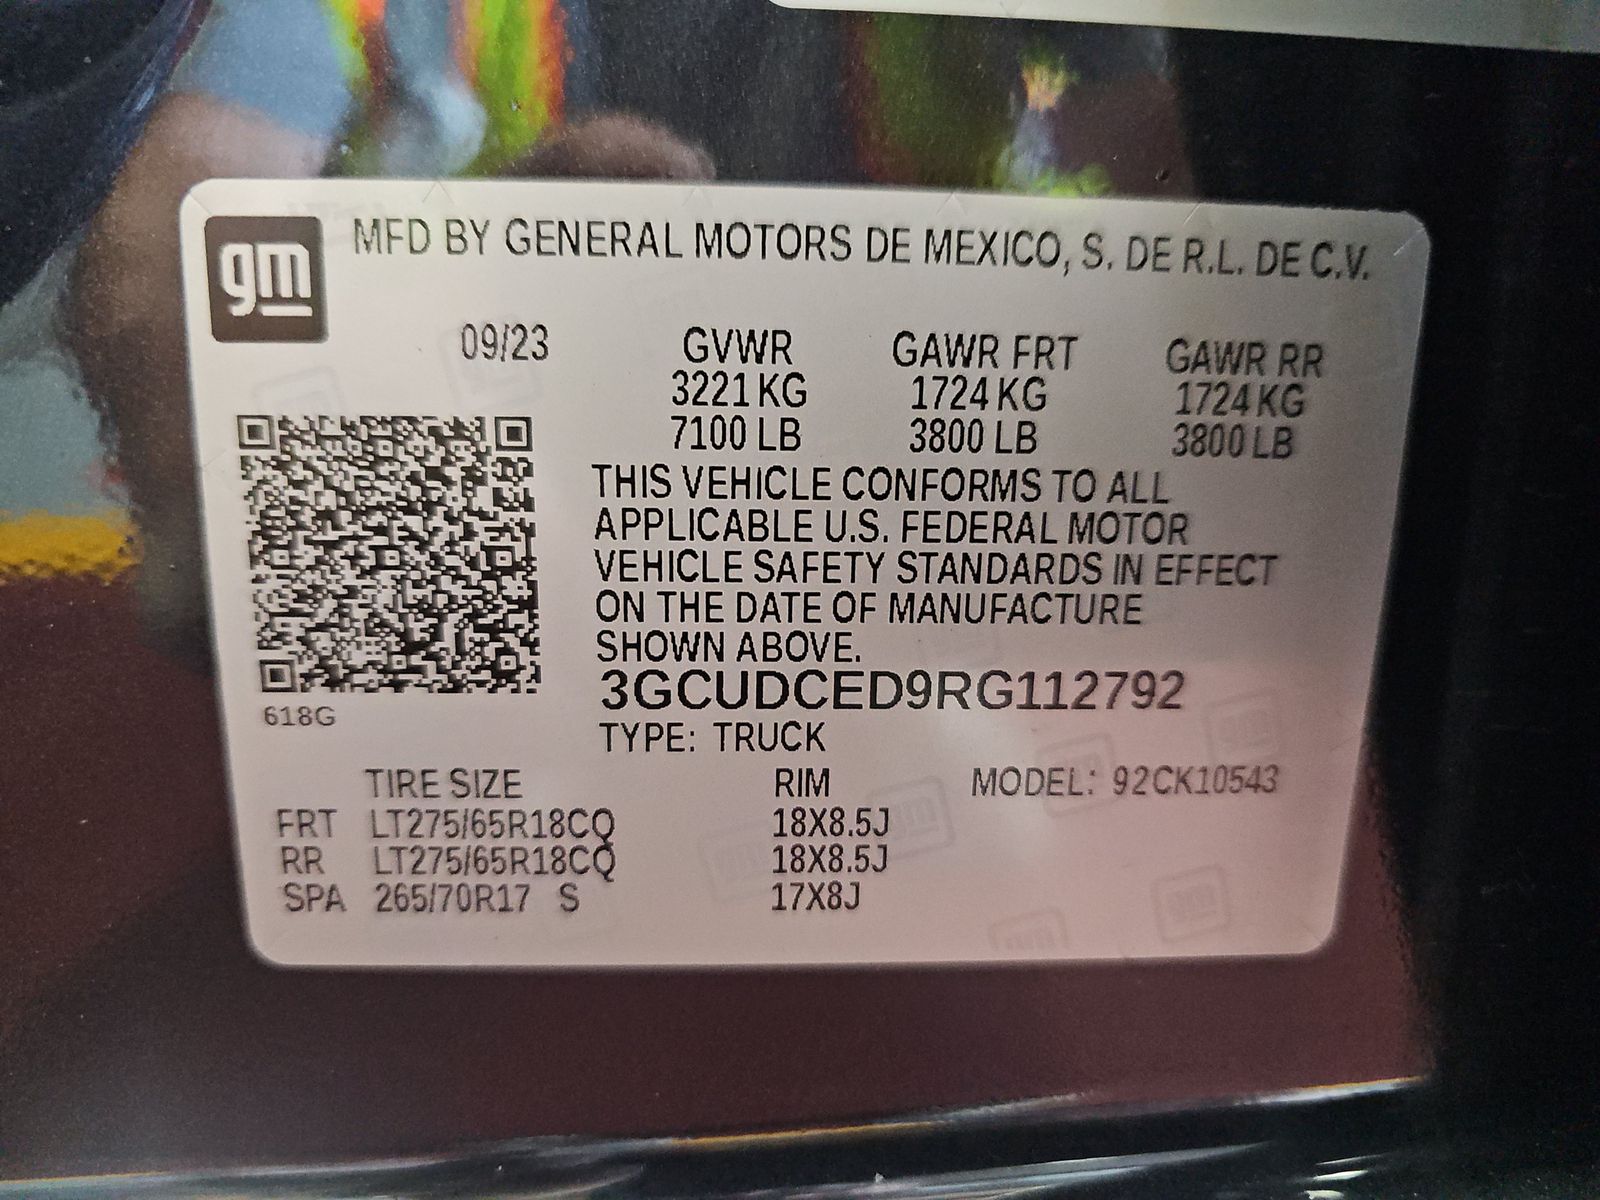 gm
MFD BY GENERAL MOTORS DE MEXICO, S. DE R.L. DE C.V.
09/23 GVWR GAWR FRT GAWR RR
3221 KG 1724 KG 1724 KG
7100 LB 3800 LB 3800 LB
THIS VEHICLE CONFORMS TO ALL
APPLICABLE U.S. FEDERAL MOTOR
VEHICLE SAFETY STANDARDS IN EFFECT
ON THE DATE OF MANUFACTURE
SHOWN ABOVE.
3GCUDCED9RG112792
618G
TYPE: TRUCK
TIRE SIZE RIM MODEL: 92CK10543
FRT LT275/65R18CQ 18X8.5J
RR LT275/65R18CQ 18X8.5J
SPA 265/70R17 S 17X8J